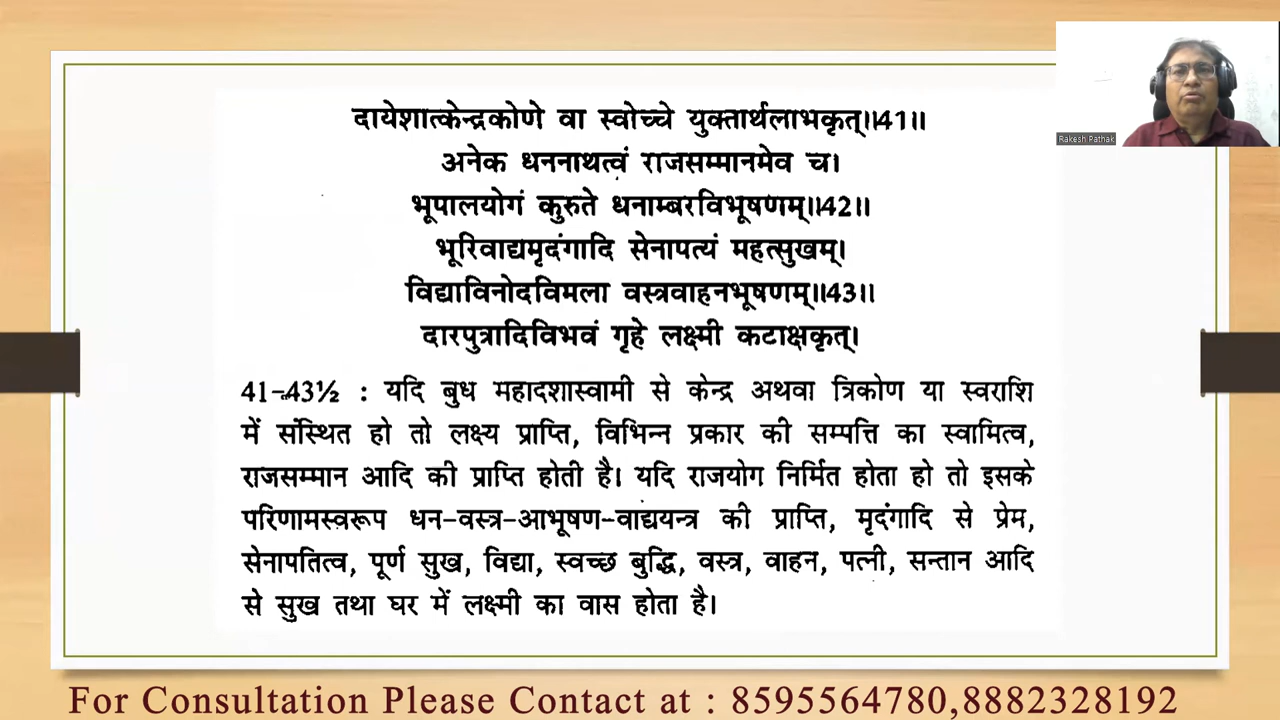 दायेशात्केन्द्रकोणे वा स्वोच्चे युक्तार्थलाभकृत्।।41।।
अनेक धननाथत्वं राजसम्मानमेव च।
भूपालयोगं कुरुते धनाम्बरविभूषणम्।।42।।
भूरिवाद्यमृदंगादि सेनापत्यं महत्सुखम्।
विद्याविनोदविमला वस्त्रवाहनभूषणम्।।43।।
दारपुत्रादिविभवं गृहे लक्ष्मी कटाक्षकृत्।
41-43½ : यदि बुध महादशास्वामी से केन्द्र अथवा त्रिकोण या स्वराशि
में संस्थित हो तो लक्ष्य प्राप्ति, विभिन्न प्रकार की सम्पत्ति का स्वामित्व,
राजसम्मान आदि की प्राप्ति होती है। यदि राजयोग निर्मित होता हो तो इसके
परिणामस्वरूप धन-वस्त्र-आभूषण-वाद्ययन्त्र की प्राप्ति, मृदंगादि से प्रेम,
सेनापतित्व, पूर्ण सुख, विद्या, स्वच्छ बुद्धि, वस्त्र, वाहन, पत्नी, सन्तान आदि
से सुख तथा घर में लक्ष्मी का वास होता है।
Rakesh Pathak
For Consultation Please Contact at : 8595564780,8882328192